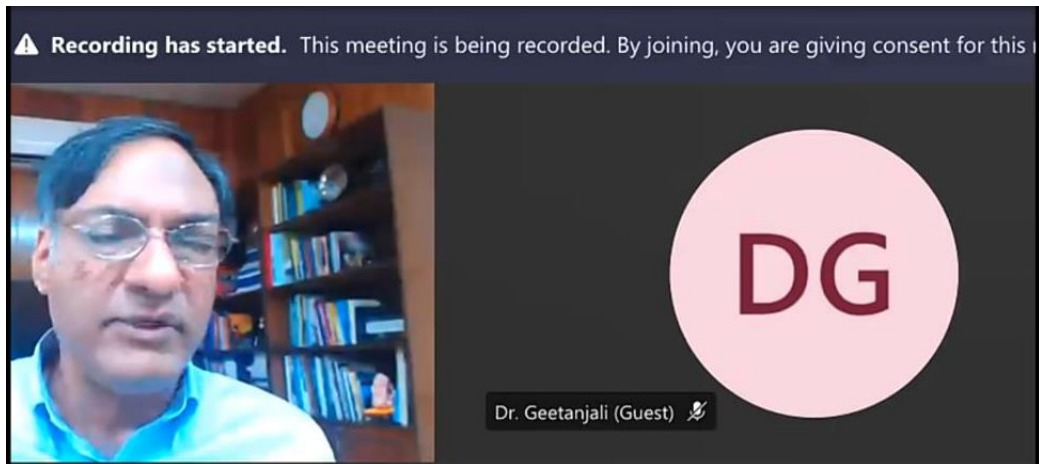 Recording has started. This meeting is being recorded. By joining, you are giving consent for this
DG
Dr. Geetanjali (Guest)